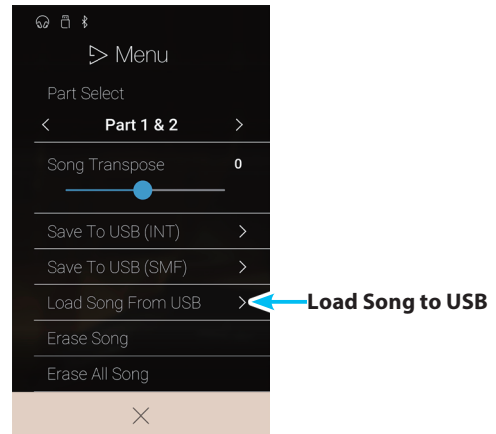 Menu
Part Select
Part 1 & 2
Song Transpose 0
Save To USB (INT)
Save To USB (SMF)
Load Song From USB
Load Song to USB
Erase Song
Erase All Song